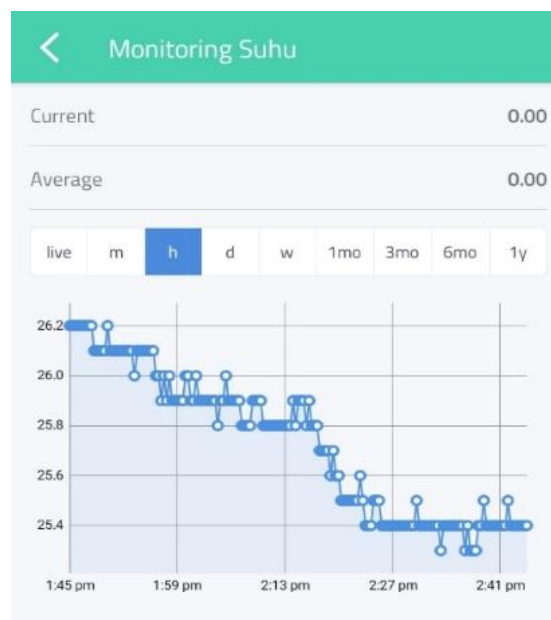 Monitoring Suhu
Current 0.00
Average 0.00
live m h d w 1mo 3mo 6mo 1y
26.2
26.0
25.8
25.6
25.4
1:45 pm 1:59 pm 2:13 pm 2:27 pm 2:41 pm